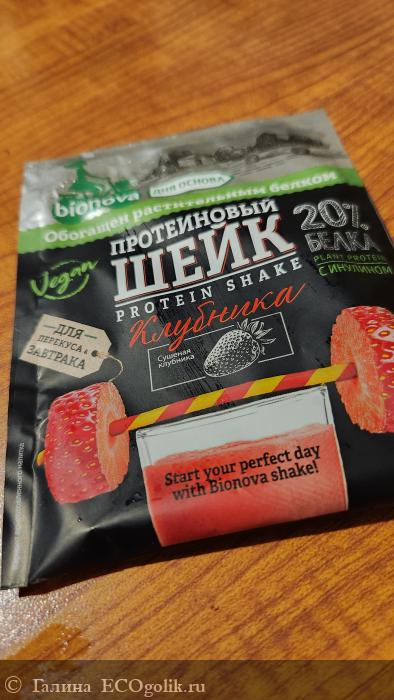 bionova
ДНК ОСНОВА
Обогащен растительным белком
ПРОТЕИНОВЫЙ
ШЕЙК
PROTEIN SHAKE
Клубника
20%
БЕЛКА
PLANT PROTEIN
С ИНУЛИНОМ
Vegan
ДЛЯ
ПЕРЕКУСА и
ЗАВТРАКА
Сушеная
клубника
Start your perfect day
with Bionova shake!
© Галина ECOgolik.ru